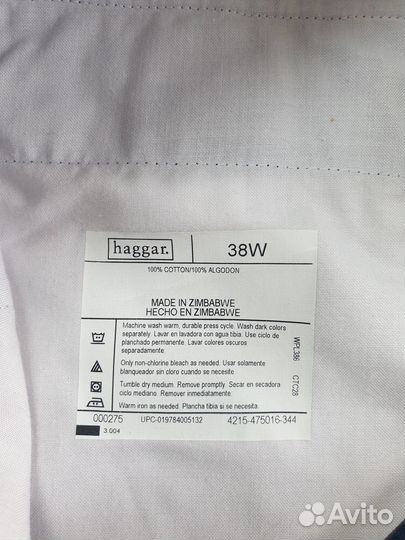 haggar. 38W
100% COTTON/100% ALGODON
MADE IN ZIMBABWE
HECHO EN ZIMBABWE
Machine wash warm, durable press cycle. Wash dark colors
separately. Lavar en lavadora con agua tibia. Use ciclo de
planchado permanente. Lavar colores oscuros
separadamente.
Only non-chlorine bleach as needed. Usar solamente
blanqueador sin cloro cuando se necesite.
Tumble dry medium. Remove promptly. Secar en secadora
ciclo mediano. Remover inmediatamente.
Warm iron as needed. Plancha tibia si se necesita.
WPL386 CTC28
000275 UPC-019784005132 4215-475016-344
3.004
Avito